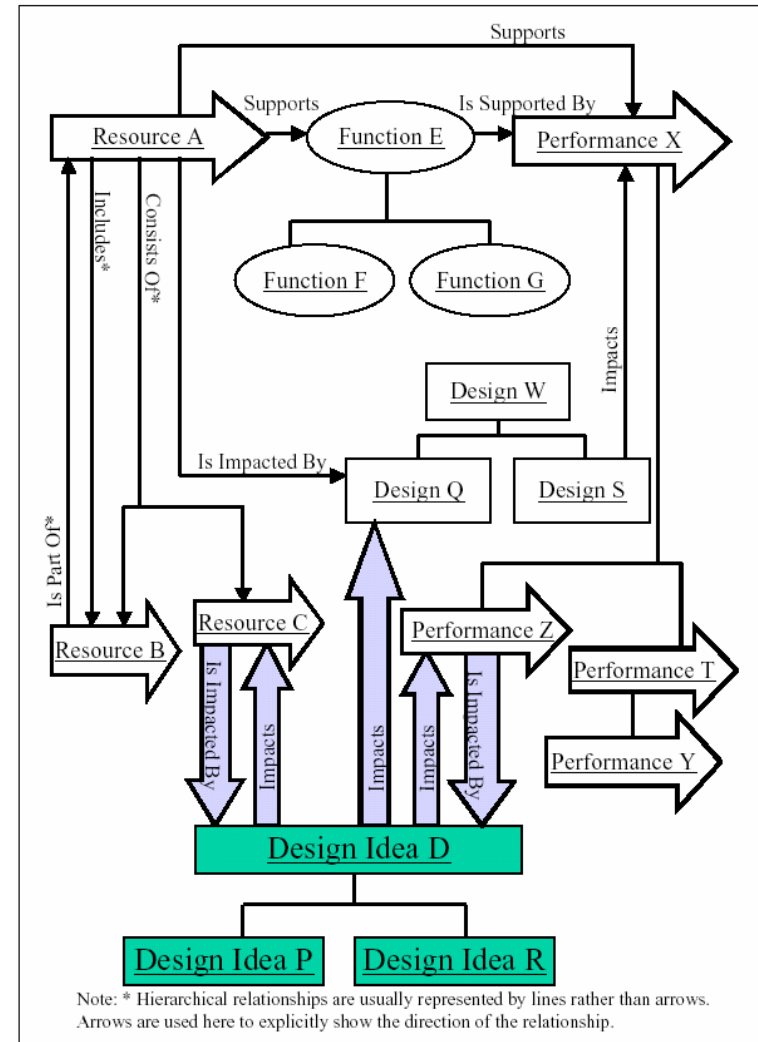 Supports
Supports
Is Supported By
Resource A
Function E
Performance X
Includes*
Consists Of*
Function F
Function G
Impacts
Design W
Is Impacted By
Design Q
Design S
Is Part Of*
Resource B
Resource C
Performance Z
Performance T
Is Impacted By
Impacts
Impacts
Impacts
Is Impacted By
Performance Y
Design Idea D
Design Idea P
Design Idea R
Note: * Hierarchical relationships are usually represented by lines rather than arrows.
Arrows are used here to explicitly show the direction of the relationship.